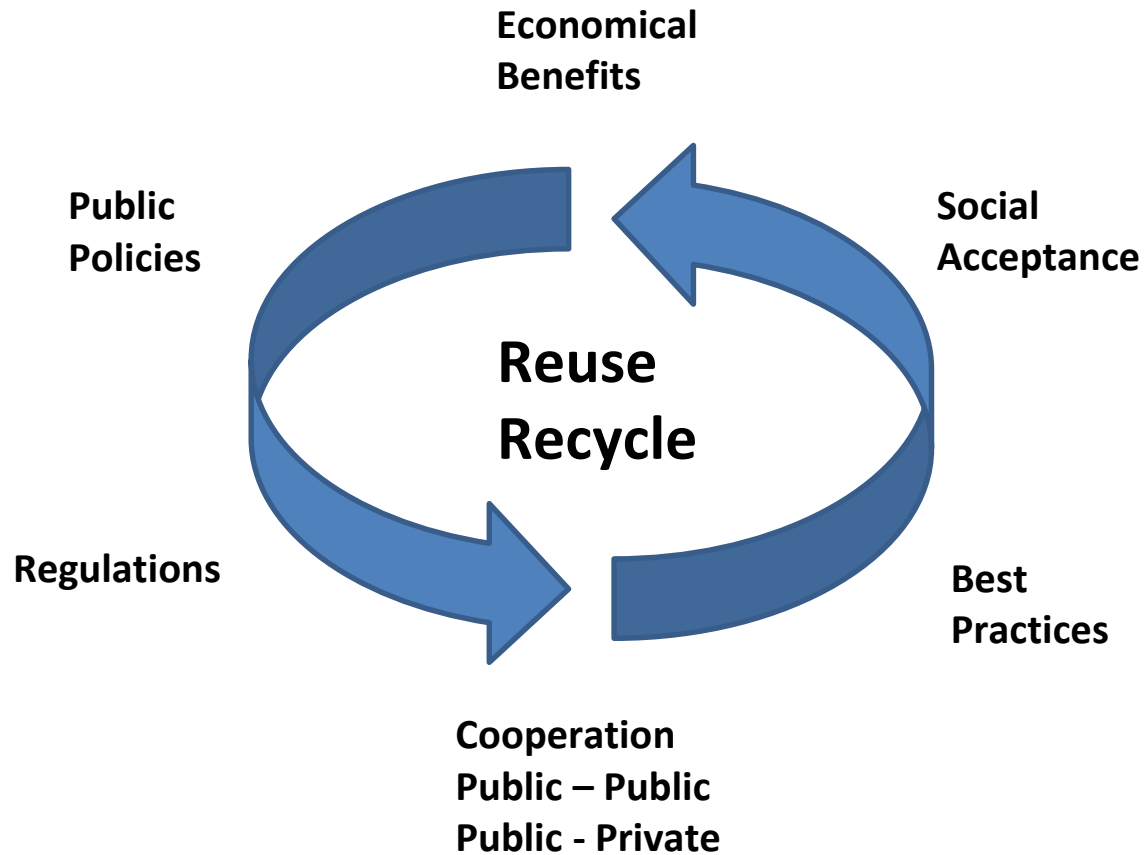 Economical
Benefits
Public
Policies
Social
Acceptance
Reuse
Recycle
Regulations
Best
Practices
Cooperation
Public – Public
Public - Private